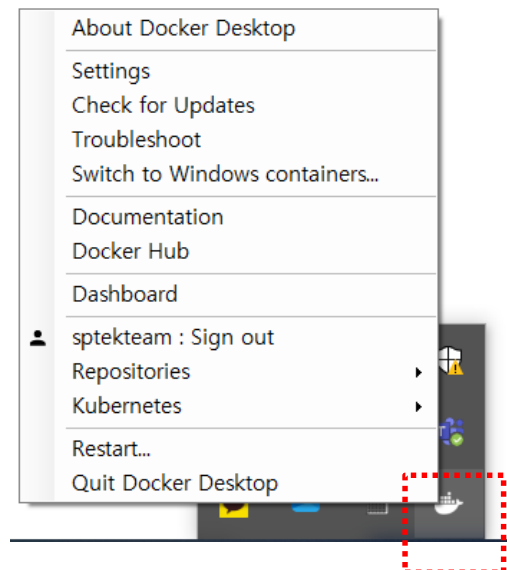 About Docker Desktop
Settings
Check for Updates
Troubleshoot
Switch to Windows containers...
Documentation
Docker Hub
Dashboard
sptekteam : Sign out
Repositories
Kubernetes
Restart...
Quit Docker Desktop